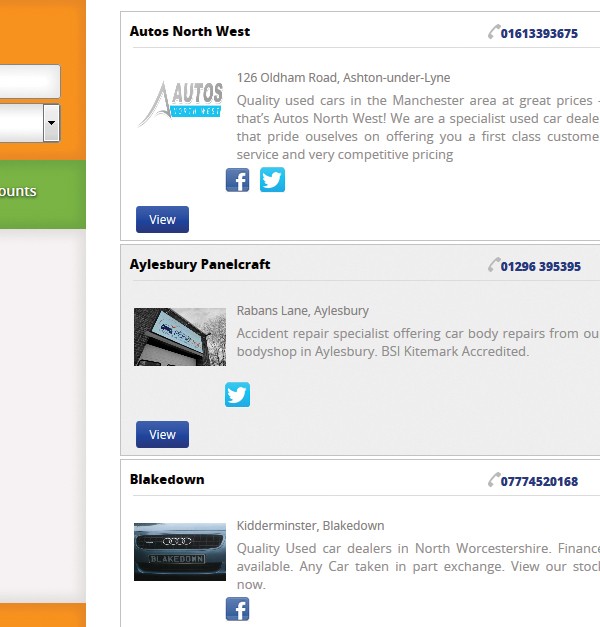 ounts
Autos North West
01613393675
AUTOS
NORTH WEST
126 Oldham Road, Ashton-under-Lyne
Quality used cars in the Manchester area at great prices -
that's Autos North West! We are a specialist used car deale
that pride ouselves on offering you a first class custome
service and very competitive pricing
View
Aylesbury Panelcraft
01296 395395
Rabans Lane, Aylesbury
Accident repair specialist offering car body repairs from ou
bodyshop in Aylesbury. BSI Kitemark Accredited.
View
Blakedown
07774520168
BLAKEDOWN
Kidderminster, Blakedown
Quality Used car dealers in North Worcestershire. Finance
available. Any Car taken in part exchange. View our stoc
now.